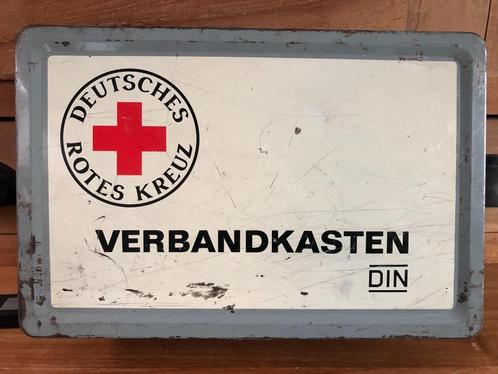 DEUTSCHES
ROTES KREUZ
VERBANDKASTEN
DIN